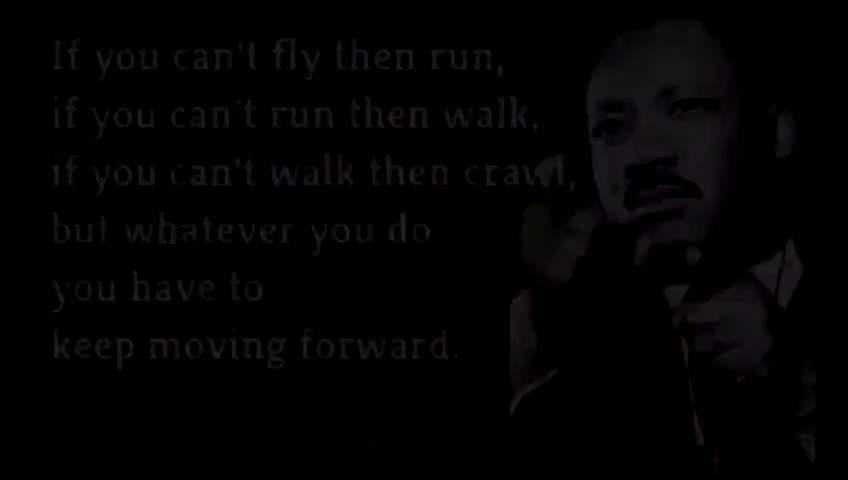 If you can't fly then run,
if you can't run then walk,
if you can't walk then crawl,
but whatever you do
you have to
keep moving forward.